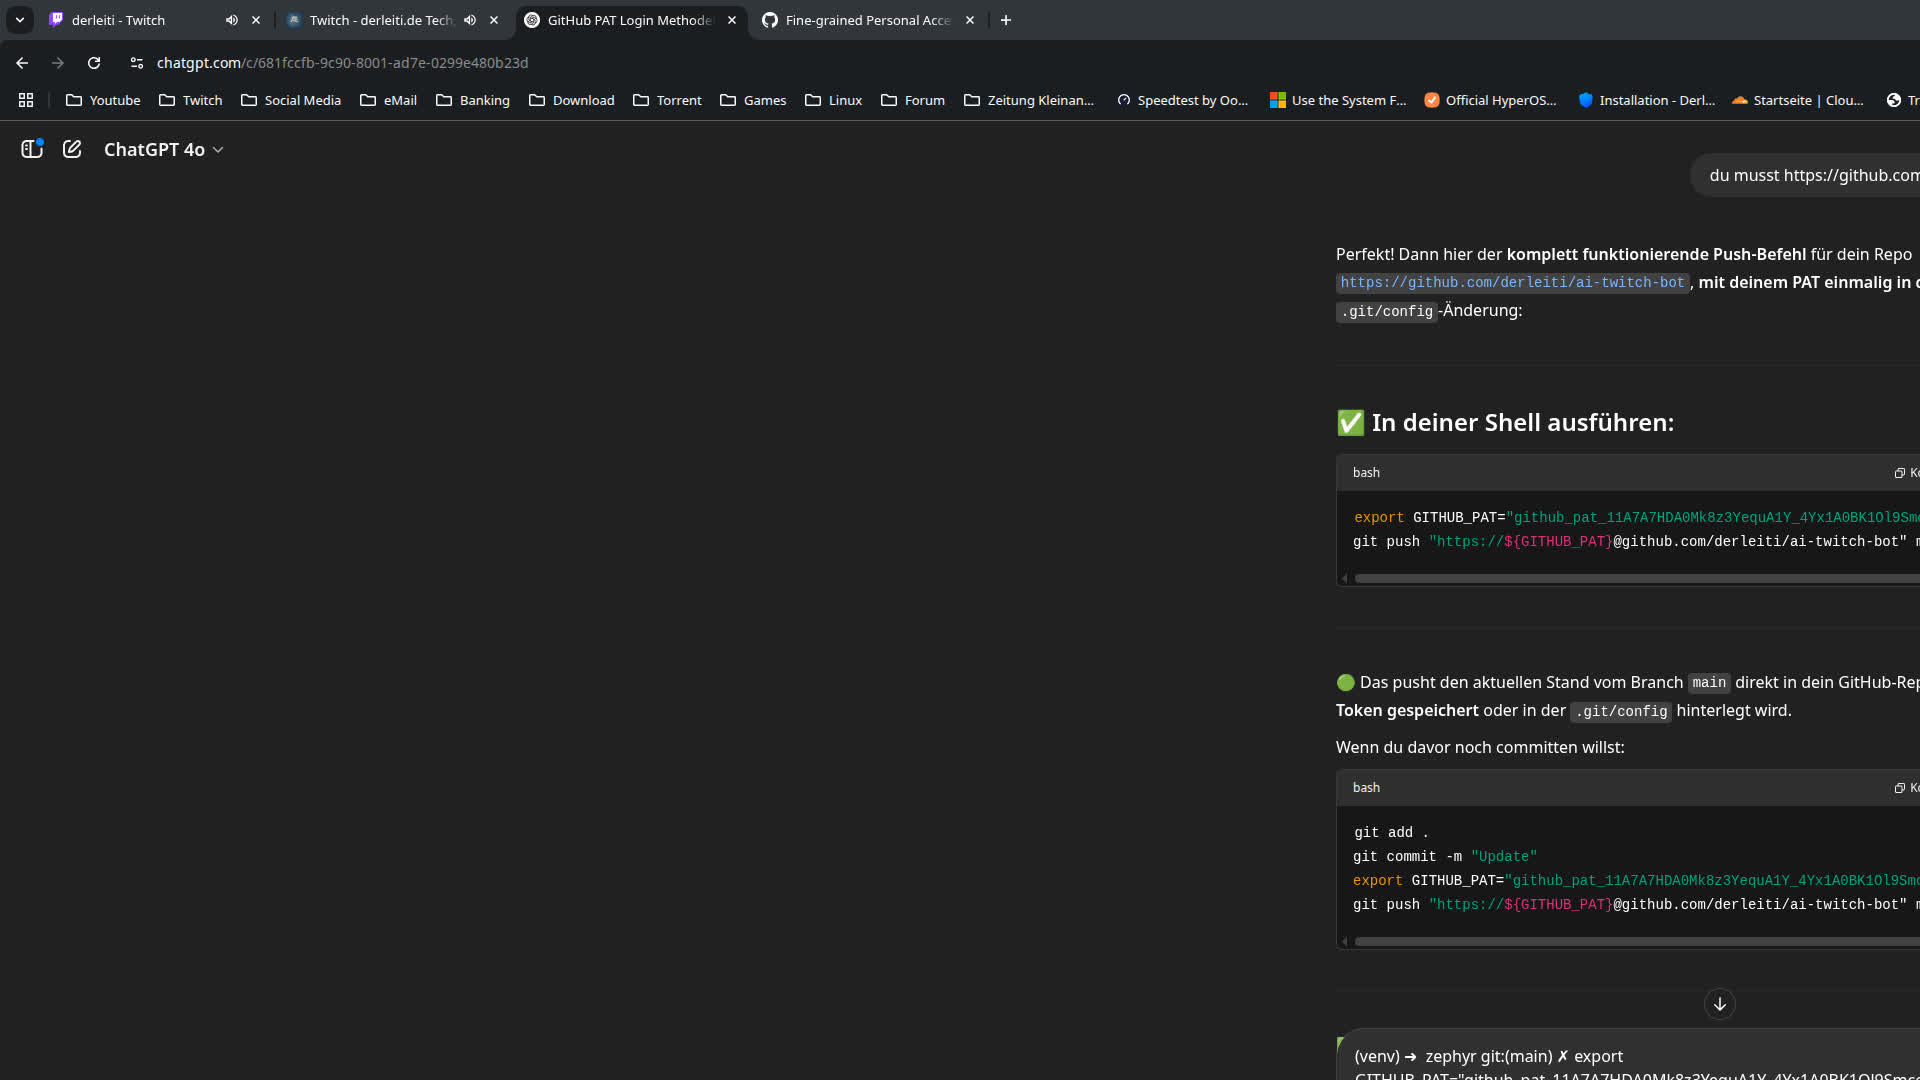 derleiti - Twitch
Twitch - derleiti.de Tech
GitHub PAT Login Methode
Fine-grained Personal Acce
chatgpt.com/c/681fccfb-9c90-8001-ad7e-0299e480b23d
Youtube
Twitch
Social Media
eMail
Banking
Download
Torrent
Games
Linux
Forum
Zeitung Kleinan...
Speedtest by Oo...
Use the System F...
Official HyperOS...
Installation - Derl...
Startseite | Clou...
Tr
ChatGPT 4o
du musst https://github.com
Perfekt! Dann hier der komplett funktionierende Push-Befehl für dein Repo
https://github.com/derleiti/ai-twitch-bot, mit deinem PAT einmalig in
.git/config-Änderung:
✅ In deiner Shell ausführen:
bash
export GITHUB_PAT="github_pat_11A7A7HDA0Mk8z3YequA1Y_4Yx1A0BK1Ol9Sm
git push "https://${GITHUB_PAT}@github.com/derleiti/ai-twitch-bot"
🟢 Das pusht den aktuellen Stand vom Branch main direkt in dein GitHub-Rep
Token gespeichert oder in der .git/config hinterlegt wird.
Wenn du davor noch committen willst:
bash
git add .
git commit -m "Update"
export GITHUB_PAT="github_pat_11A7A7HDA0Mk8z3YequA1Y_4Yx1A0BK1Ol9Sm
git push "https://${GITHUB_PAT}@github.com/derleiti/ai-twitch-bot"
(venv) ➜ zephyr git:(main) ✗ export
GITHUB_PAT="github_pat_11A7A7HDA0Mk8z3YequA1Y_4Yx1A0BK1Ol9Sm